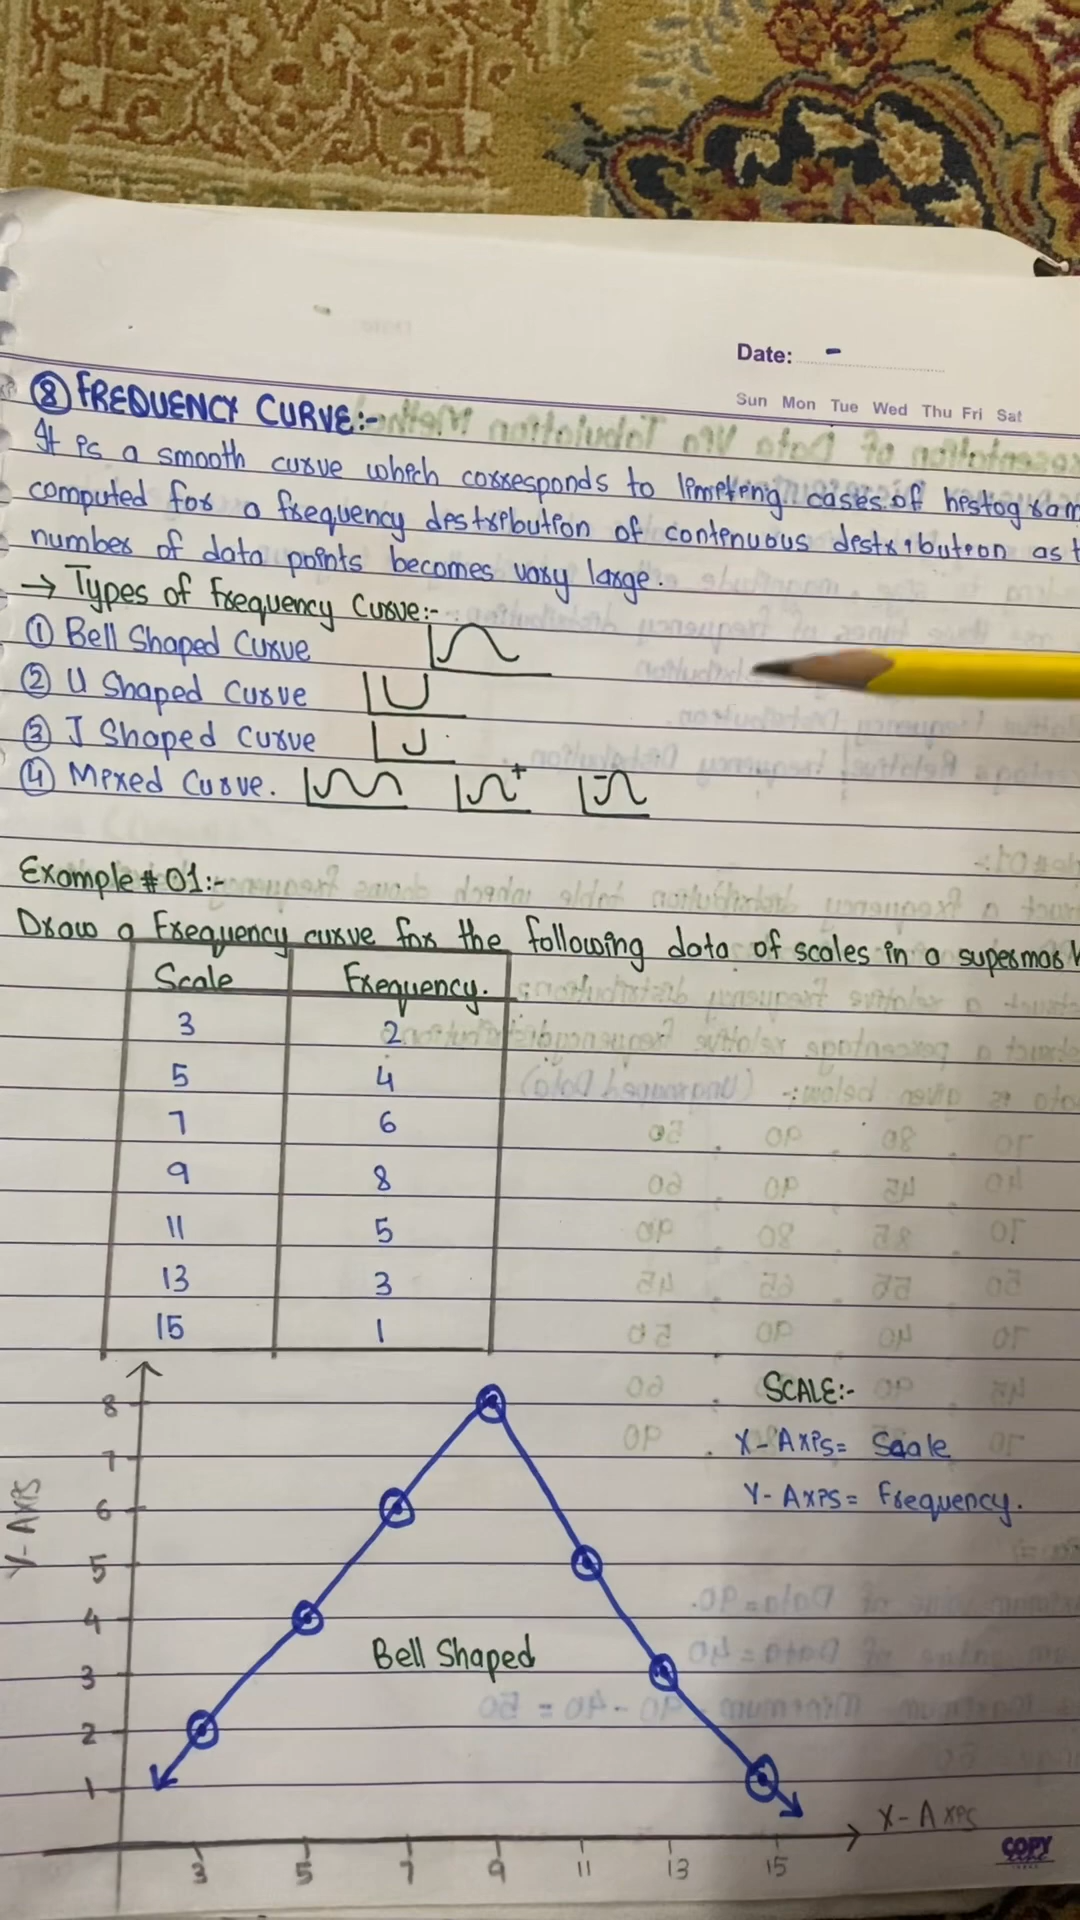 Date: -
Sun Mon Tue Wed Thu Fri Sat
⑧ FREQUENCY CURVE:-
It is a smooth curve which corresponds to limiting cases of histogram
computed for a frequency distribution of continuous distribution as t
number of data points becomes vary large.
→ Types of Frequency Curve:-
① Bell Shaped Curve
② U Shaped Curve
③ J Shaped Curve
④ Mixed Curve.
+ -
Example # 01:-
Draw a Frequency curve for the following data of scales in a supermark
Scale Frequency.
3 2
5 4
7 6
9 8
11 5
13 3
15 1
SCALE:-
X-Axis = Scale
Y-Axis = Frequency.
8
7
6
5
4
3
2
1
Y-Axis
Bell Shaped
X-Axis
3 5 7 9 11 13 15
COPY